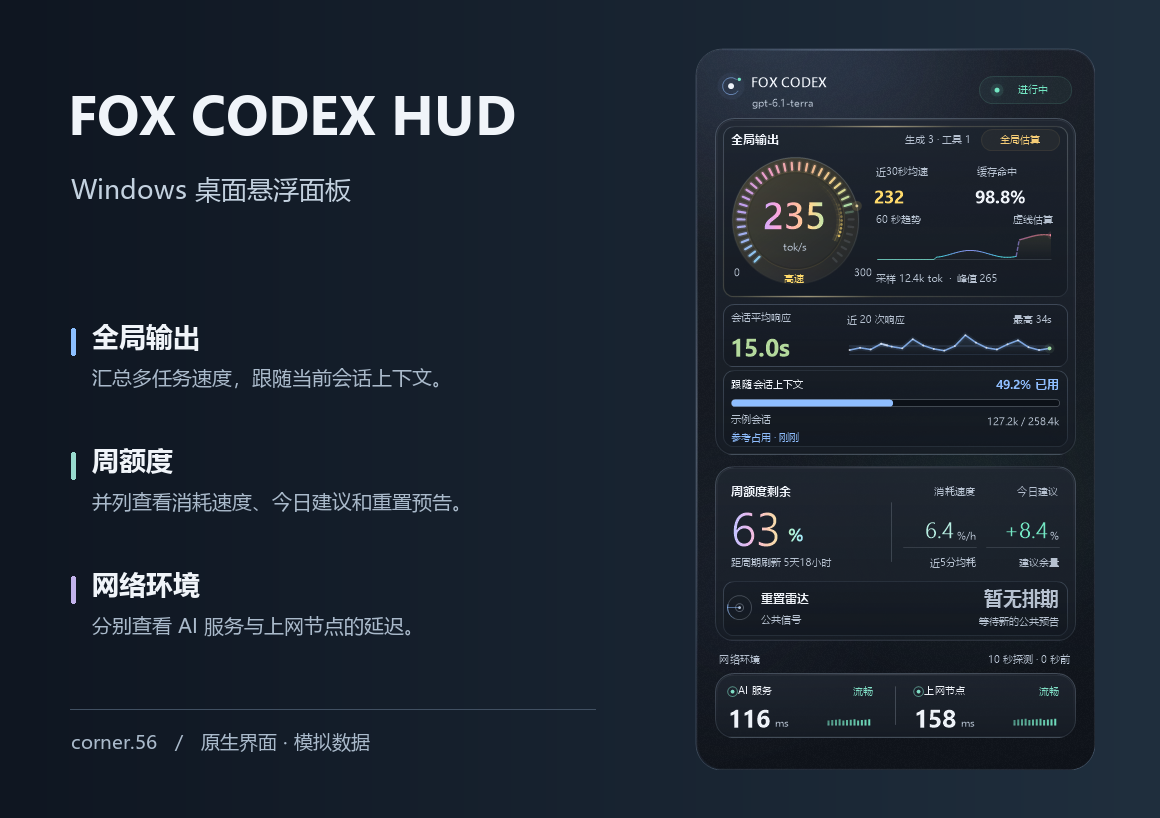 FOX CODEX HUD
Windows 桌面悬浮面板
全局输出
汇总多任务速度，跟随当前会话上下文。
周额度
并列查看消耗速度、今日建议和重置预告。
网络环境
分别查看 AI 服务与上网节点的延迟。
corner.56 / 原生界面 · 模拟数据
FOX CODEX
gpt-6.1-terra
进行中
全局输出
生成 3 · 工具 1
全局估算
235
tok/s
0
300
高速
近30秒均速
缓存命中
232
98.8%
60 秒趋势
虚线估算
采样 12.4k tok · 峰值 265
会话平均响应
近 20 次响应
最高 34s
15.0s
跟随会话上下文
49.2% 已用
示例会话
127.2k / 258.4k
参考占用 · 刚刚
周额度剩余
消耗速度
今日建议
63 %
6.4 %/h
+8.4 %
距周期刷新 5天18小时
近5分均耗
建议余量
重置雷达
暂无排期
公共信号
等待新的公共预告
网络环境
10 秒探测 · 0 秒前
AI 服务
流畅
上网节点
流畅
116 ms
158 ms